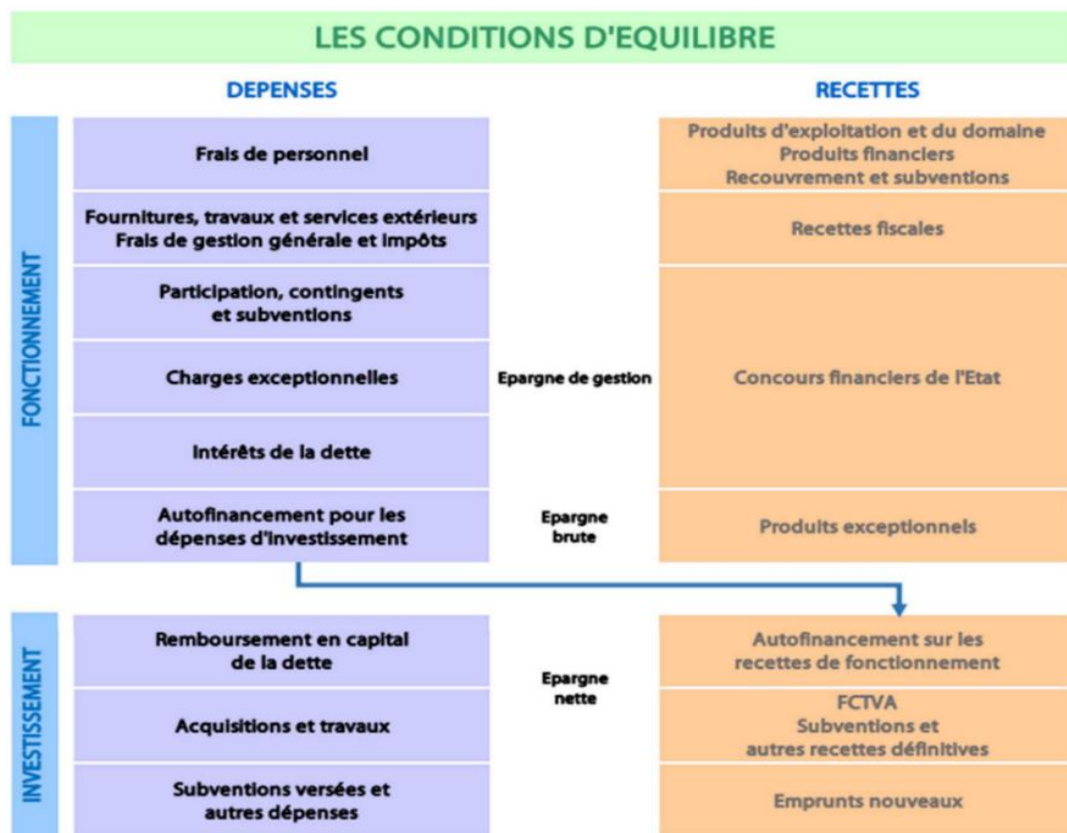 LES CONDITIONS D'EQUILIBRE
DEPENSES
RECETTES
FONCTIONNEMENT
Frais de personnel
Produits d'exploitation et du domaine
Produits financiers
Recouvrement et subventions
Fournitures, travaux et services extérieurs
Frais de gestion générale et impôts
Recettes fiscales
Participation, contingents
et subventions
Charges exceptionnelles
Epargne de gestion
Concours financiers de l'Etat
Intérêts de la dette
Autofinancement pour les
dépenses d'investissement
Epargne
brute
Produits exceptionnels
INVESTISSEMENT
Remboursement en capital
de la dette
Epargne
nette
Autofinancement sur les
recettes de fonctionnement
Acquisitions et travaux
FCTVA
Subventions et
autres recettes définitives
Subventions versées et
autres dépenses
Emprunts nouveaux